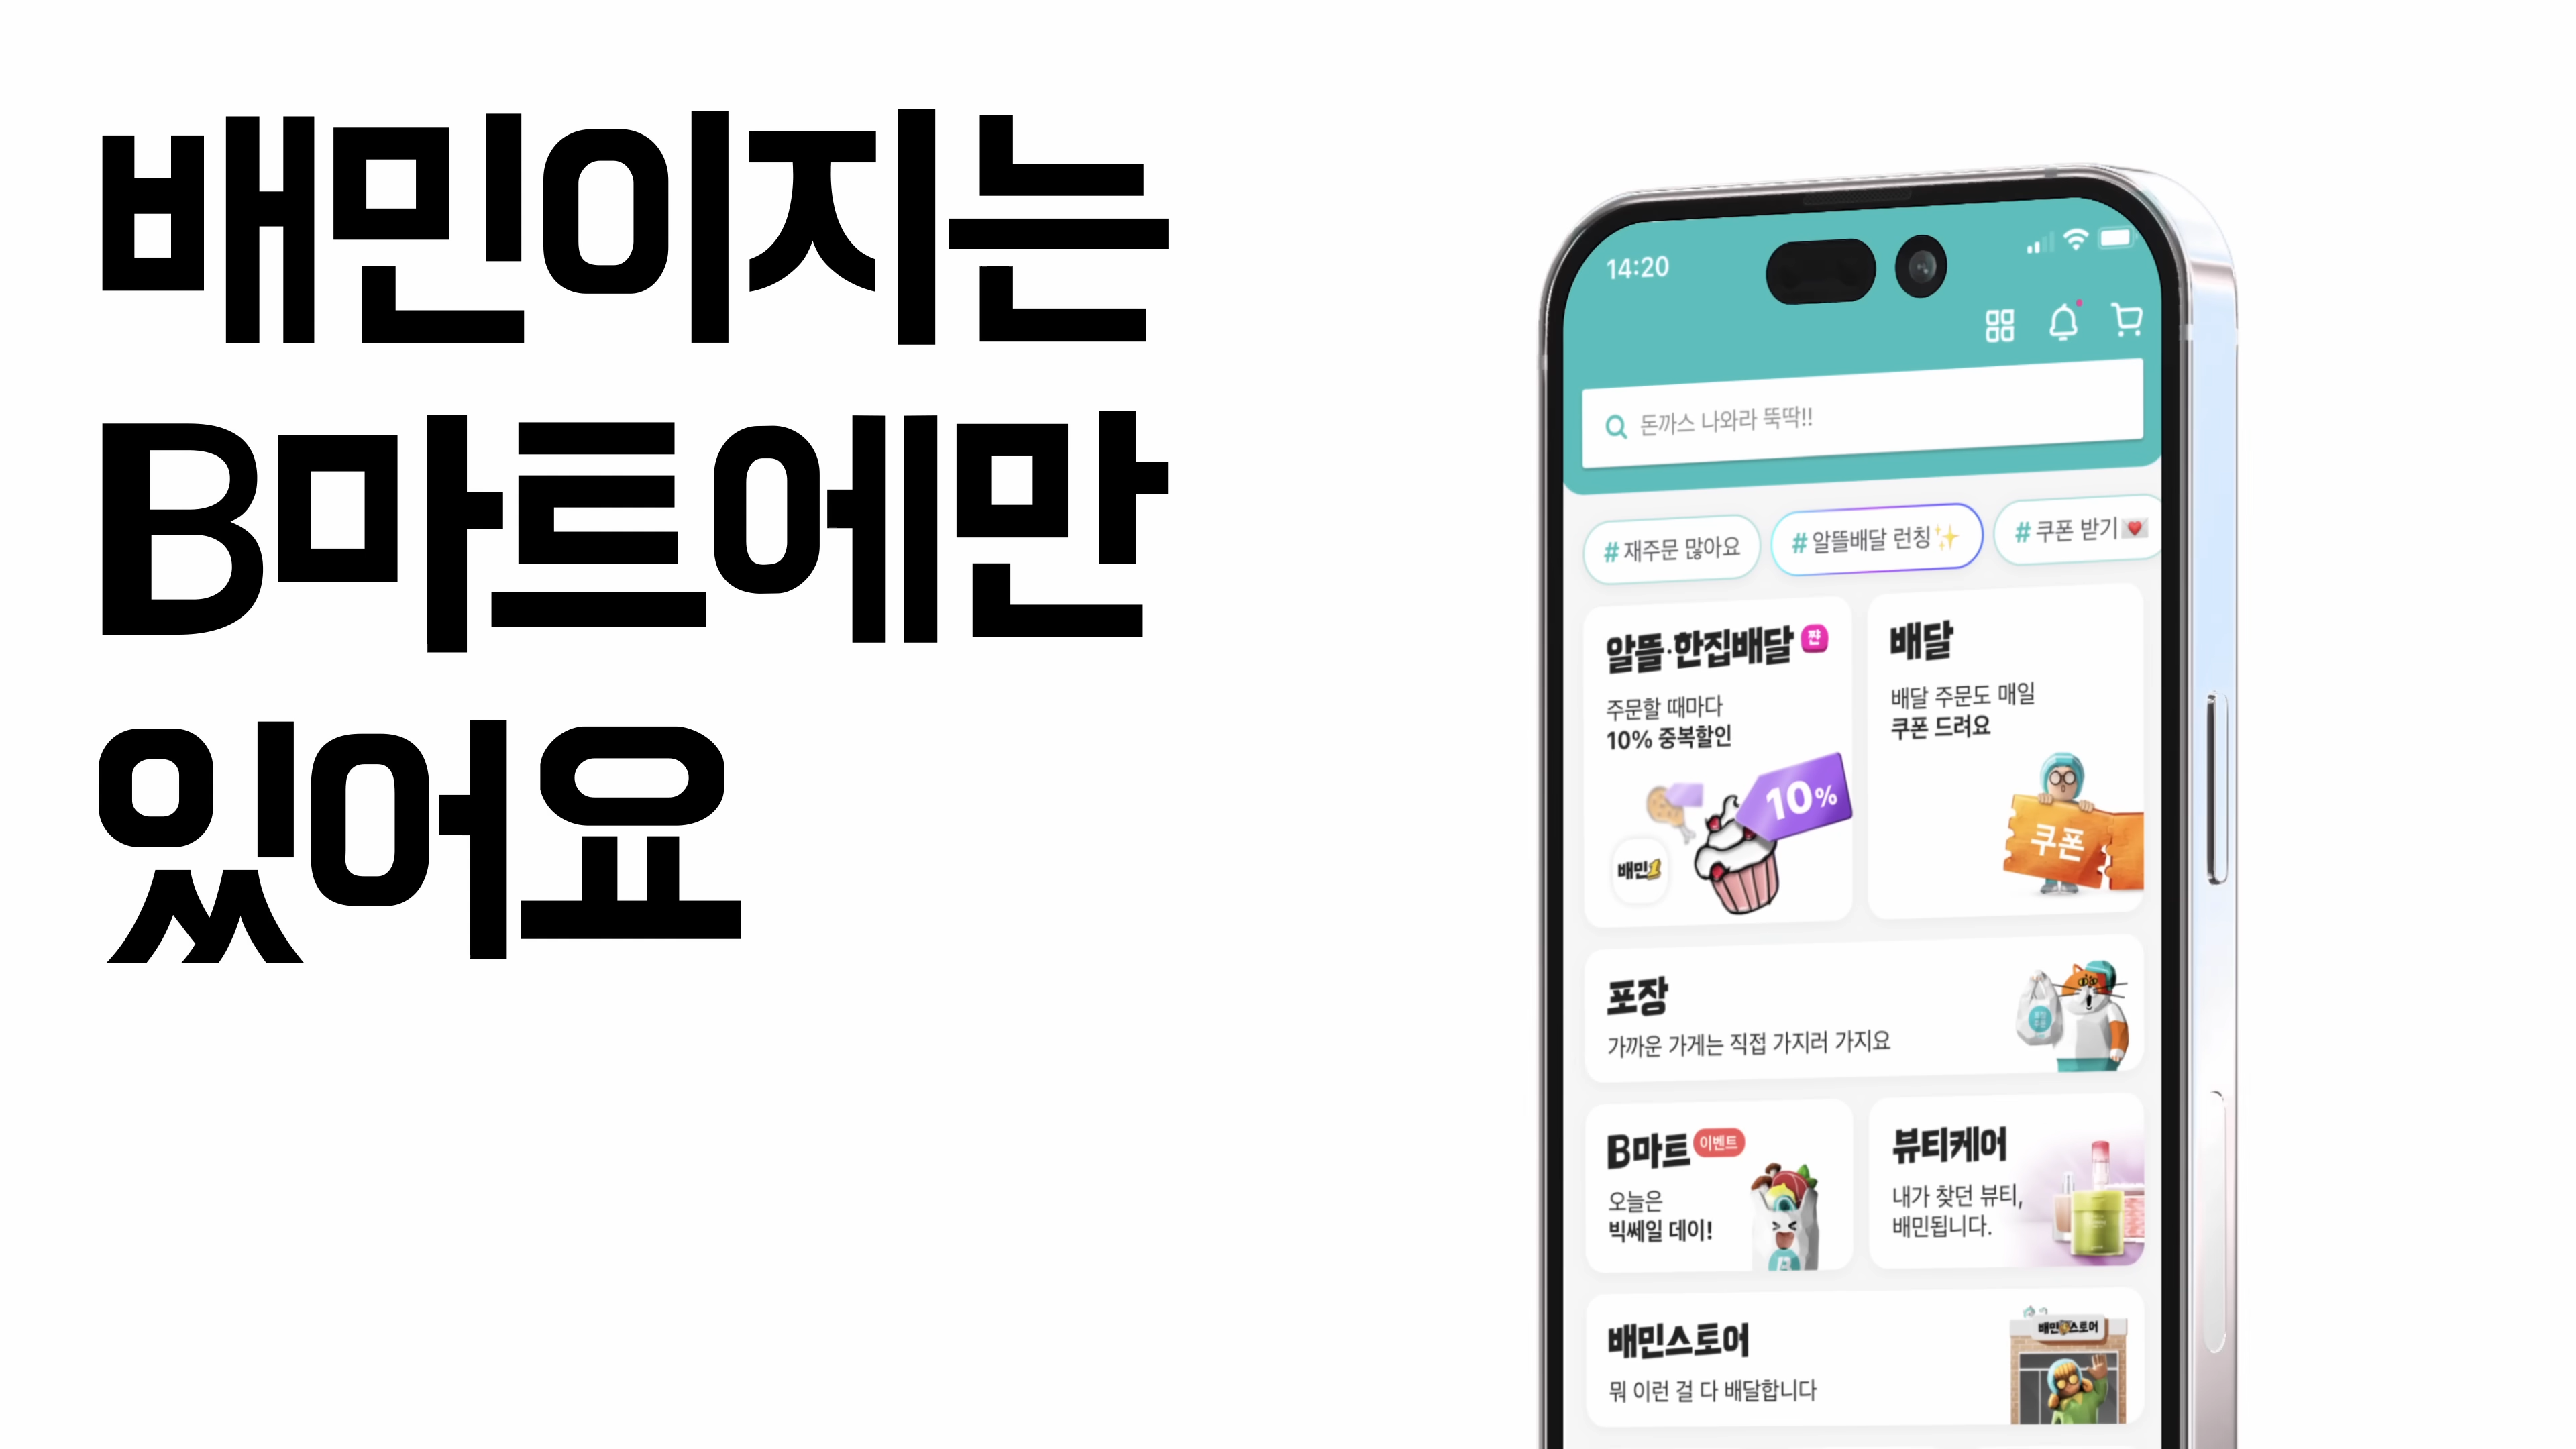 배민이지는
B마트에만
있어요
14:20
돈까스 나와라 뚝딱!!
# 재주문 많아요
# 알뜰배달 런칭✨
# 쿠폰 받기💌
알뜰·한집배달 쨘
주문할 때마다
10% 중복할인
10%
배민1
배달
배달 주문도 매일
쿠폰 드려요
쿠폰
포장
가까운 가게는 직접 가지러 가지요
B마트 이벤트
오늘은
빅쎄일 데이!
뷰티케어
내가 찾던 뷰티,
배민됩니다.
배민스토어
뭐 이런 걸 다 배달합니다
배민스토어